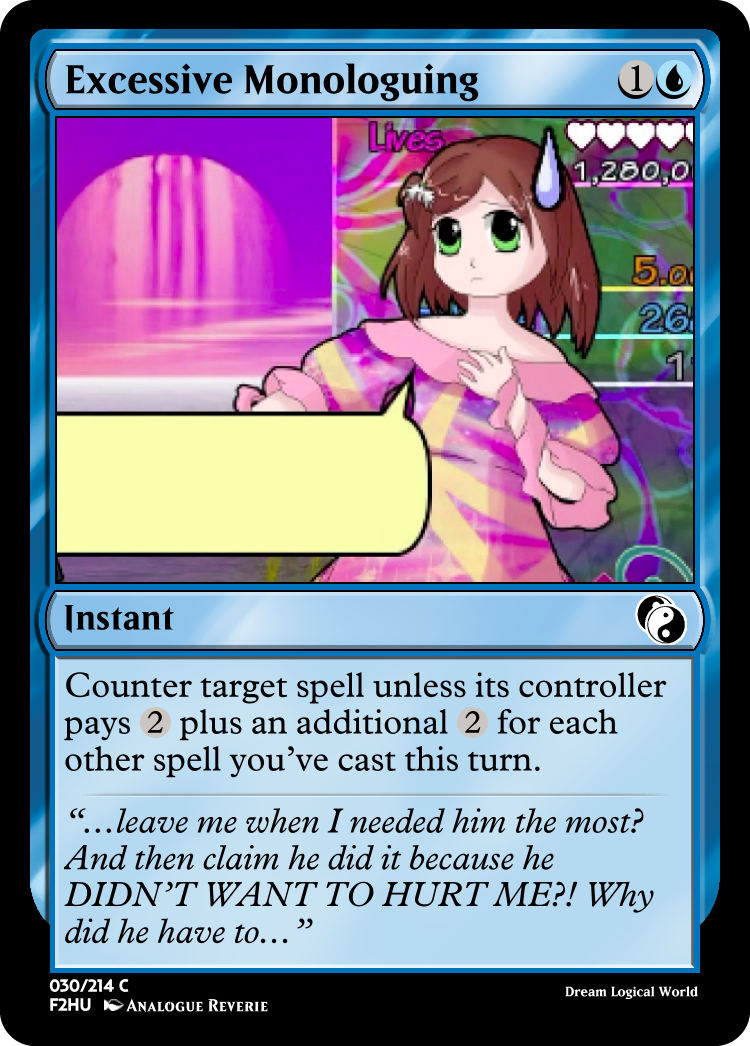 Excessive Monologuing 1
Lives
1,280,0
5.0
26
1
Instant
Counter target spell unless its controller
pays 2 plus an additional 2 for each
other spell you’ve cast this turn.
“…leave me when I needed him the most?
And then claim he did it because he
DIDN’T WANT TO HURT ME?! Why
did he have to…”
030/214 C
F2HU Analogue Reverie
Dream Logical World